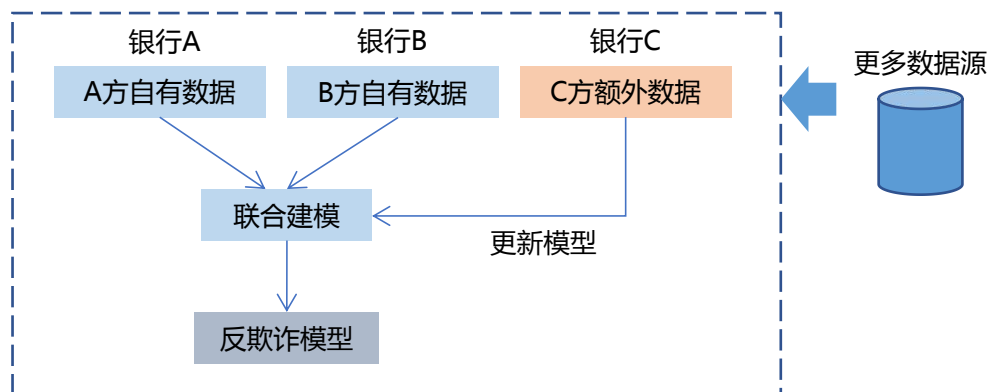 银行A
银行B
银行C
更多数据源
A方自有数据
B方自有数据
C方额外数据
联合建模
更新模型
反欺诈模型